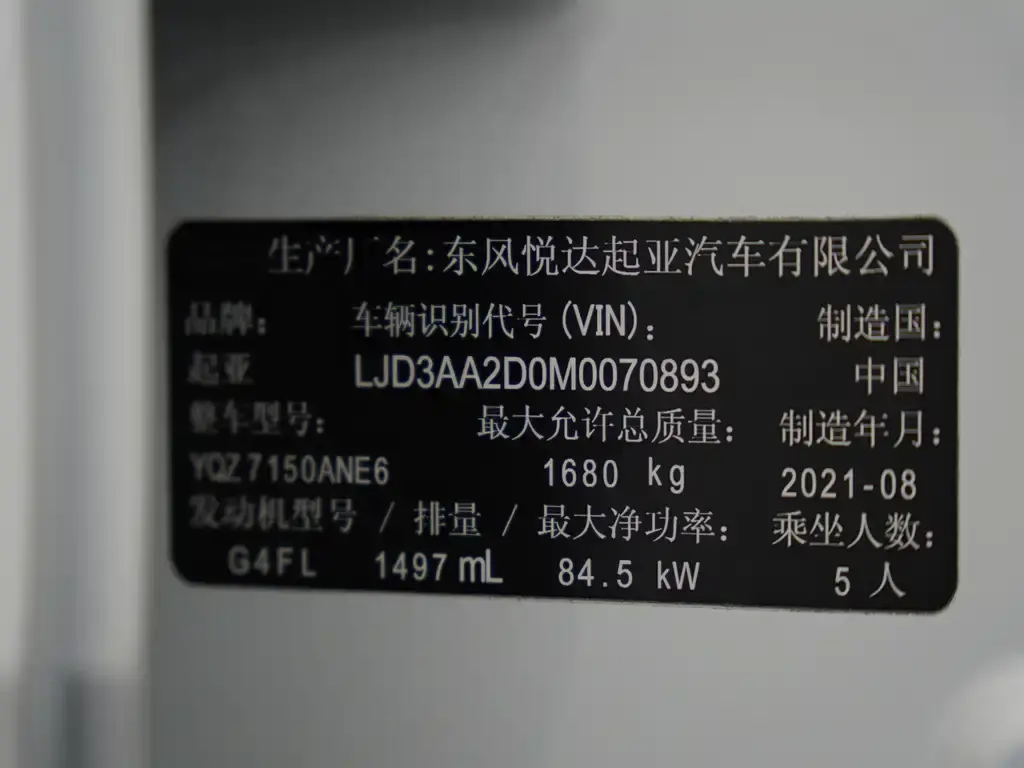 生产厂名:东风悦达起亚汽车有限公司
品牌: 车辆识别代号(VIN): 制造国:
起亚 LJD3AA2D0M0070893 中国
整车型号: 最大允许总质量: 制造年月:
YQZ7150ANE6 1680 kg 2021-08
发动机型号 / 排量 / 最大净功率: 乘坐人数:
G4FL 1497 mL 84.5 kW 5 人